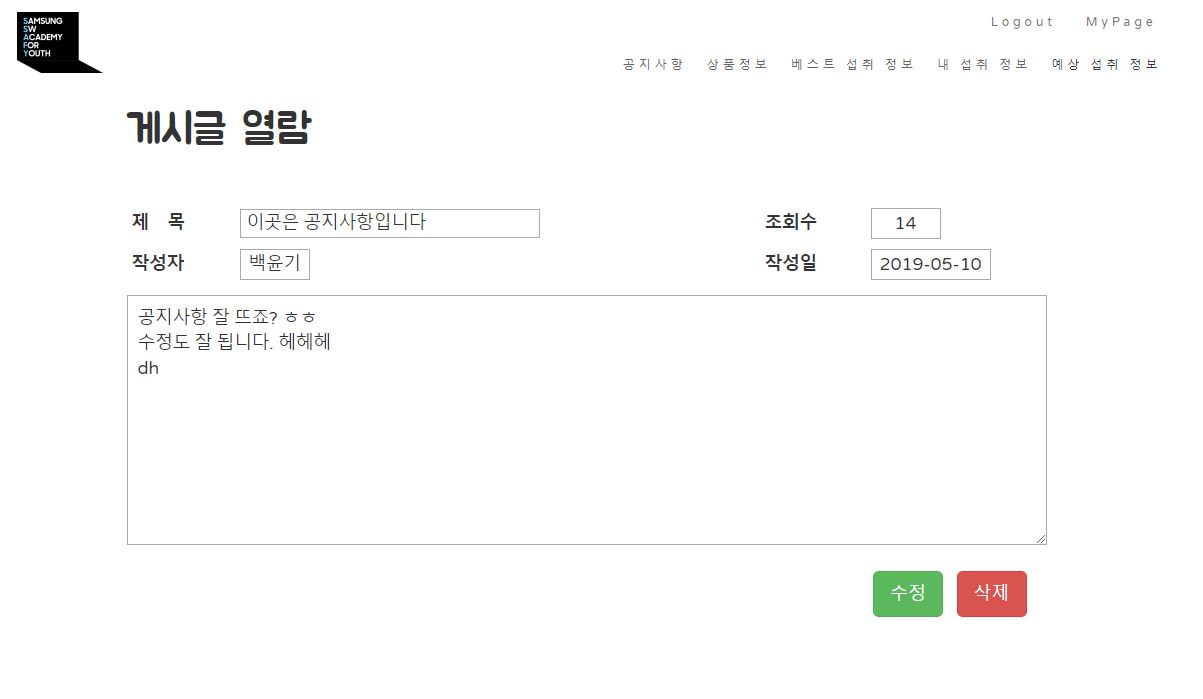 SAMSUNG
SW
ACADEMY
FOR
YOUTH
Logout MyPage
공지사항 상품정보 베스트 섭취 정보 내 섭취 정보 예상 섭취 정보
게시글 열람
제 목 이곳은 공지사항입니다 조회수 14
작성자 백윤기 작성일 2019-05-10
공지사항 잘 뜨죠? ㅎㅎ
수정도 잘 됩니다. 헤헤헤
dh
수정 삭제